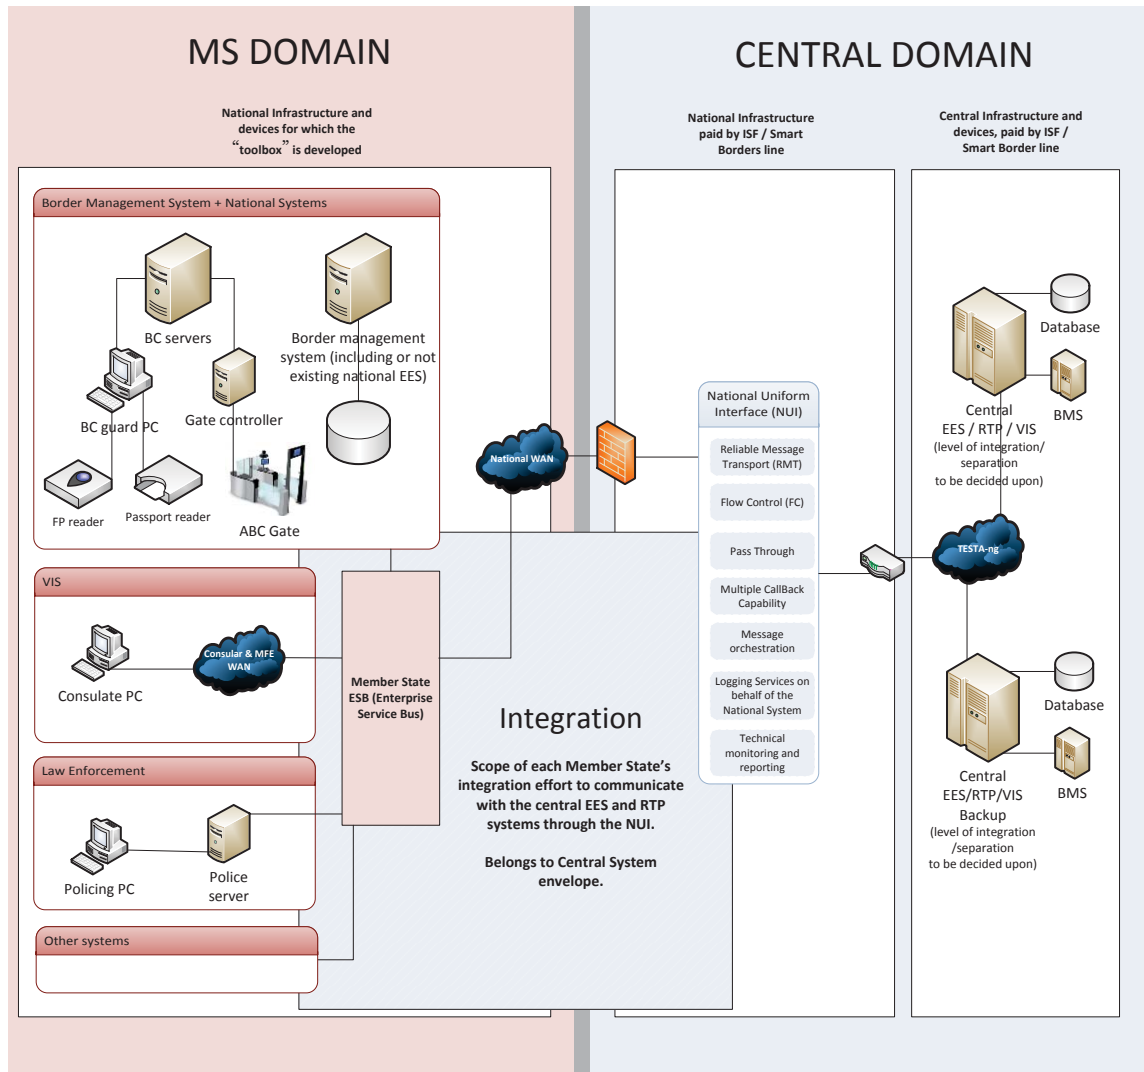 MS DOMAIN
CENTRAL DOMAIN
National Infrastructure and
devices for which the
“toolbox” is developed
National Infrastructure
paid by ISF / Smart
Borders line
Central Infrastructure and
devices, paid by ISF /
Smart Border line
Border Management System + National Systems
BC servers
Border management
system (including or not
existing national EES)
BC guard PC
Gate controller
FP reader
Passport reader
ABC Gate
VIS
Consulate PC
Consular & MFE
WAN
Law Enforcement
Policing PC
Police
server
Other systems
Member State
ESB (Enterprise
Service Bus)
National WAN
Integration
Scope of each Member State’s
integration effort to communicate
with the central EES and RTP
systems through the NUI.
Belongs to Central System
envelope.
National Uniform
Interface (NUI)
Reliable Message
Transport (RMT)
Flow Control (FC)
Pass Through
Multiple CallBack
Capability
Message
orchestration
Logging Services on
behalf of the
National System
Technical
monitoring and
reporting
Database
BMS
Central
EES / RTP / VIS
(level of integration/
separation
to be decided upon)
TESTA-ng
Database
BMS
Central
EES/RTP/VIS
Backup
(level of integration
/separation
to be decided upon)